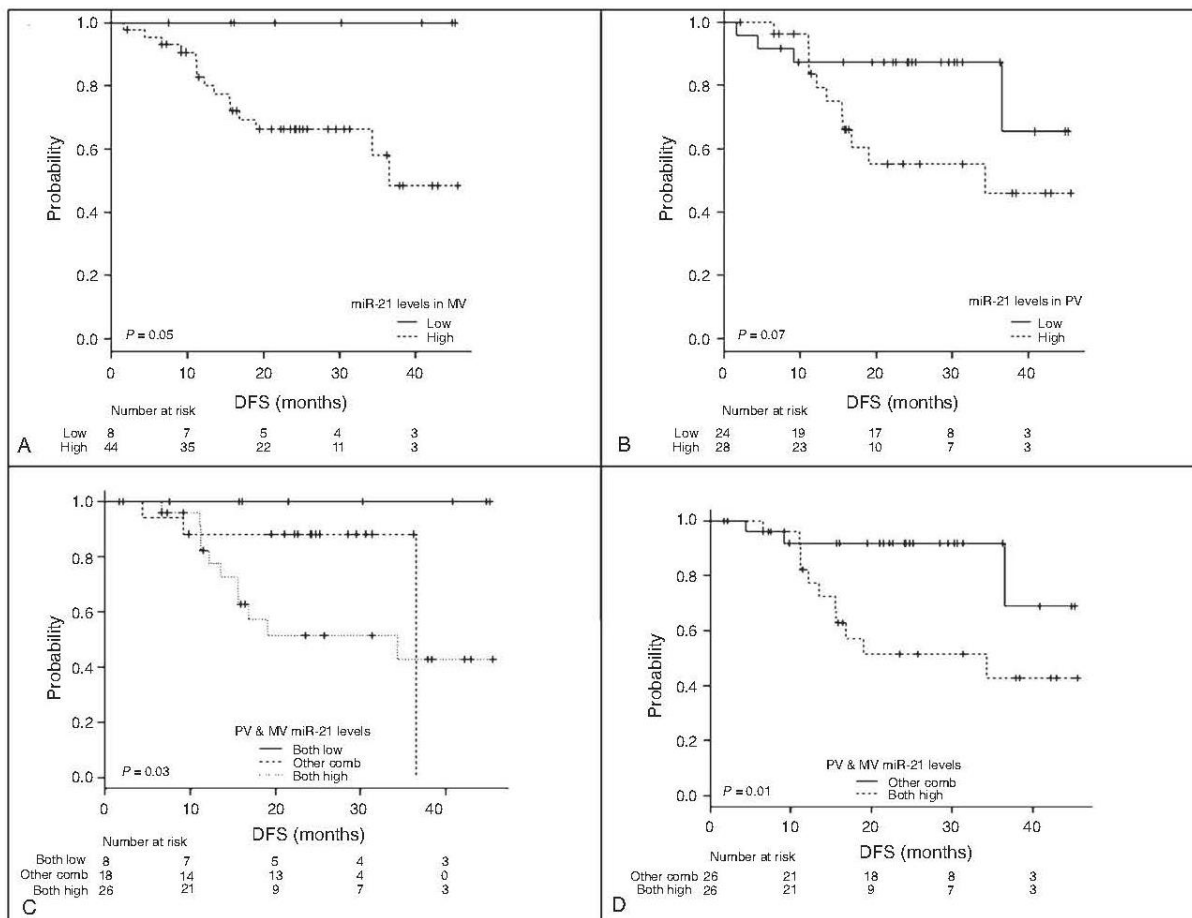 1.0
0.8
0.6
0.4
0.2
0.0
Probability
miR-21 levels in MV
Low
High
P = 0.05
0 10 20 30 40
DFS (months)
Number at risk
Low 8 7 5 4 3
High 44 35 22 11 3
A
1.0
0.8
0.6
0.4
0.2
0.0
Probability
miR-21 levels in PV
Low
High
P = 0.07
0 10 20 30 40
DFS (months)
Number at risk
Low 24 19 17 8 3
High 28 23 10 7 3
B
1.0
0.8
0.6
0.4
0.2
0.0
Probability
PV & MV miR-21 levels
Both low
Other comb
Both high
P = 0.03
0 10 20 30 40
DFS (months)
Number at risk
Both low 8 7 5 4 3
Other comb 18 14 13 4 0
Both high 26 21 9 7 3
C
1.0
0.8
0.6
0.4
0.2
0.0
Probability
PV & MV miR-21 levels
Other comb
Both high
P = 0.01
0 10 20 30 40
DFS (months)
Number at risk
Other comb 26 21 18 8 3
Both high 26 21 9 7 3
D